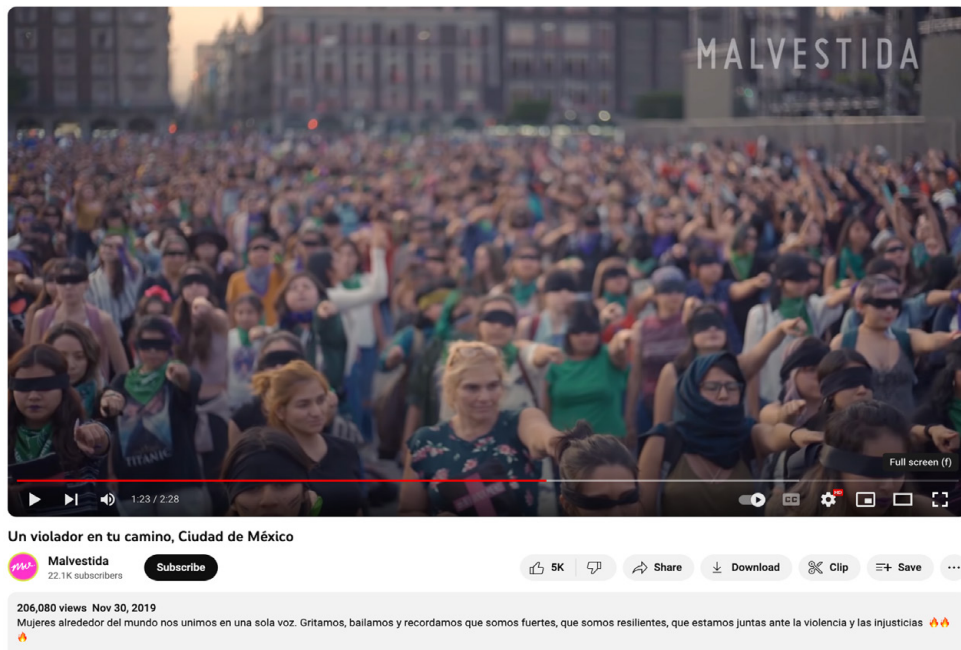 MALVESTIDA
TITANIC
Full screen (f)
1:23 / 2:28
CC
HD
Un violador en tu camino, Ciudad de México
mv
Malvestida
22.1K subscribers
Subscribe
5K
Share
Download
Clip
Save
206,080 views Nov 30, 2019
Mujeres alrededor del mundo nos unimos en una sola voz. Gritamos, bailamos y recordamos que somos fuertes, que somos resilientes, que estamos juntas ante la violencia y las injusticias 🔥🔥
🔥